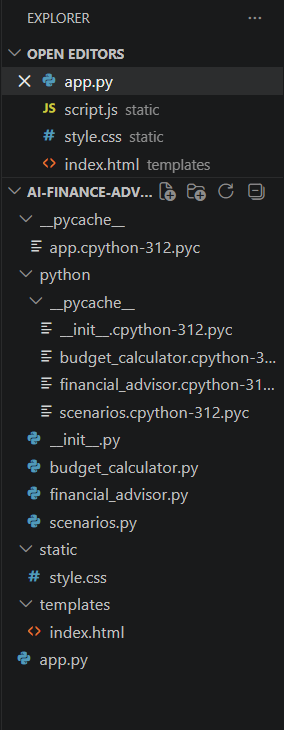 EXPLORER ...
OPEN EDITORS
app.py
JS script.js static
# style.css static
<> index.html templates
AI-FINANCE-ADV...
__pycache__
app.cpython-312.pyc
python
__pycache__
__init__.cpython-312.pyc
budget_calculator.cpython-3...
financial_advisor.cpython-31...
scenarios.cpython-312.pyc
__init__.py
budget_calculator.py
financial_advisor.py
scenarios.py
static
# style.css
templates
<> index.html
app.py